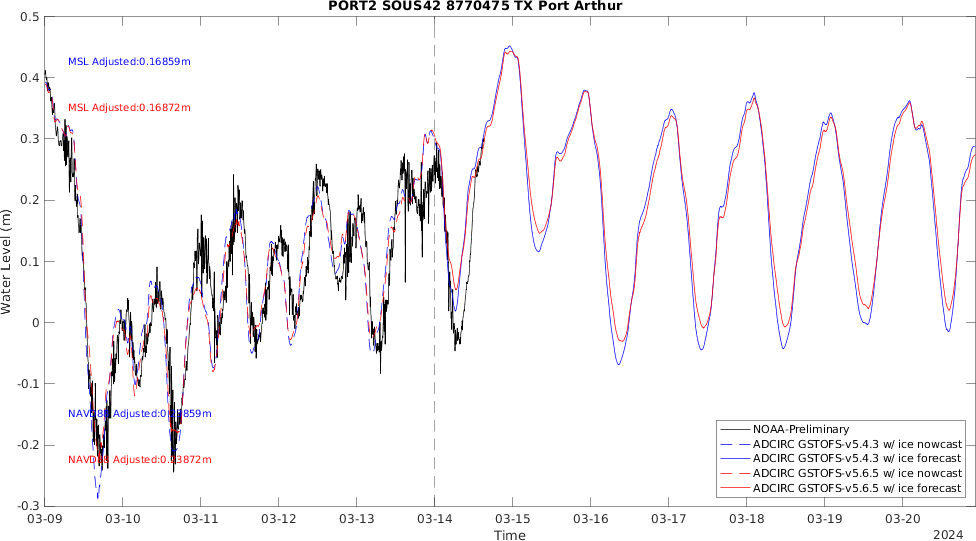 PORT2 SOUS42 8770475 TX Port Arthur
0.5
0.4
0.3
0.2
0.1
0
-0.1
-0.2
-0.3
Water Level (m)
MSL Adjusted:0.16859m
MSL Adjusted:0.16872m
NAVD88 Adjusted:0.13859m
NAVD88 Adjusted:0.13872m
NOAA-Preliminary
ADCIRC GSTOFS-v5.4.3 w/ ice nowcast
ADCIRC GSTOFS-v5.4.3 w/ ice forecast
ADCIRC GSTOFS-v5.6.5 w/ ice nowcast
ADCIRC GSTOFS-v5.6.5 w/ ice forecast
03-09 03-10 03-11 03-12 03-13 03-14 03-15 03-16 03-17 03-18 03-19 03-20
Time
2024